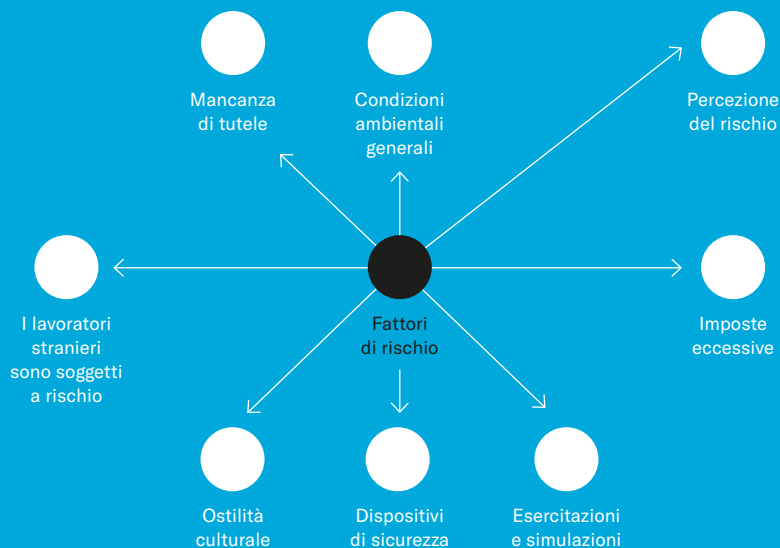 Mancanza
di tutele
Condizioni
ambientali
generali
Percezione
del rischio
I lavoratori
stranieri
sono soggetti
a rischio
Fattori
di rischio
Imposte
eccessive
Ostilità
culturale
Dispositivi
di sicurezza
Esercitazioni
e simulazioni